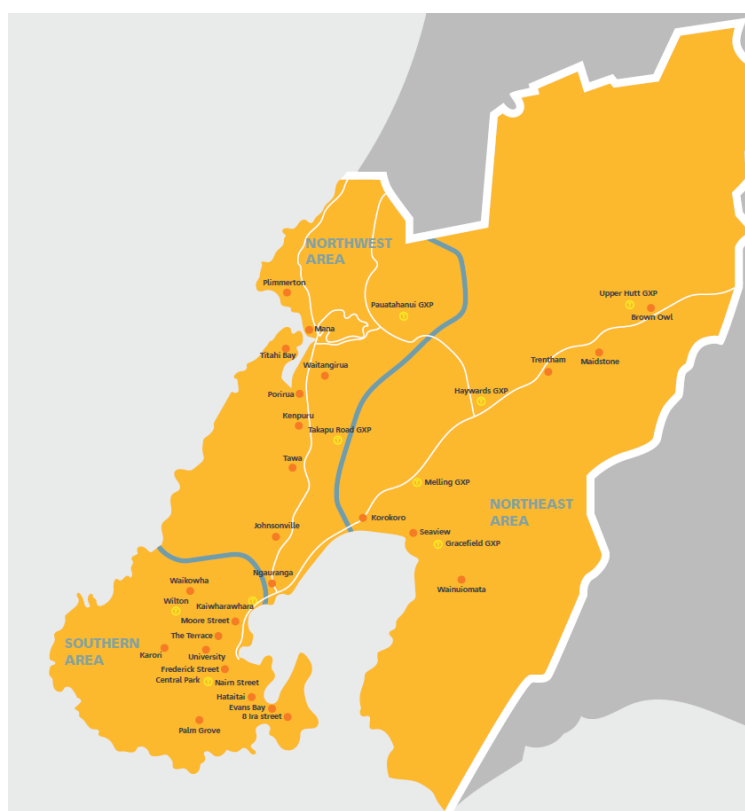 NORTHWEST
AREA
Plimmerton
Pauatahanui GXP
Upper Hutt GXP
Brown Owl
Mana
Titahi Bay
Waitangirua
Trentham
Maidstone
Porirua
Haywards GXP
Kenpuru
Takapu Road GXP
Tawa
Melling GXP
NORTHEAST
AREA
Korokoro
Johnsonville
Seaview
Gracefield GXP
Ngauranga
Waikowha
Wainuiomata
Wilton
Kaiwharawhara
Moore Street
The Terrace
SOUTHERN
AREA
Karori
University
Frederick Street
Central Park
Nairn Street
Hataitai
Evans Bay
8 Ira street
Palm Grove